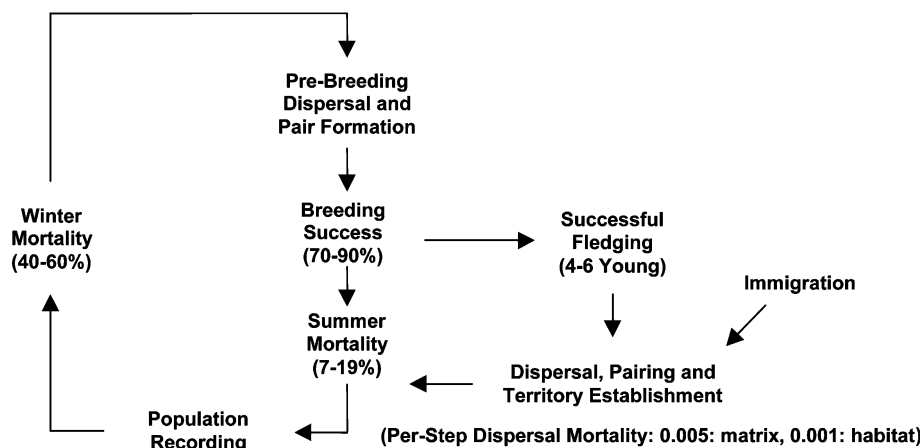 Pre-Breeding
Dispersal and
Pair Formation
Winter
Mortality
(40-60%)
Breeding
Success
(70-90%)
Successful
Fledging
(4-6 Young)
Immigration
Summer
Mortality
(7-19%)
Dispersal, Pairing and
Territory Establishment
Population
Recording
(Per-Step Dispersal Mortality: 0.005: matrix, 0.001: habitat)